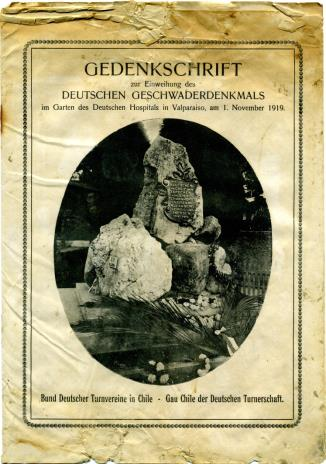 GEDENKSCHRIFT
zur Einweihung des
DEUTSCHEN GESCHWADERDENKMALS
im Garten des Deutschen Hospitals in Valparaiso, am 1. November 1919.
Bund Deutscher Turnvereine in Chile - Gau Chile der Deutschen Turnerschaft.